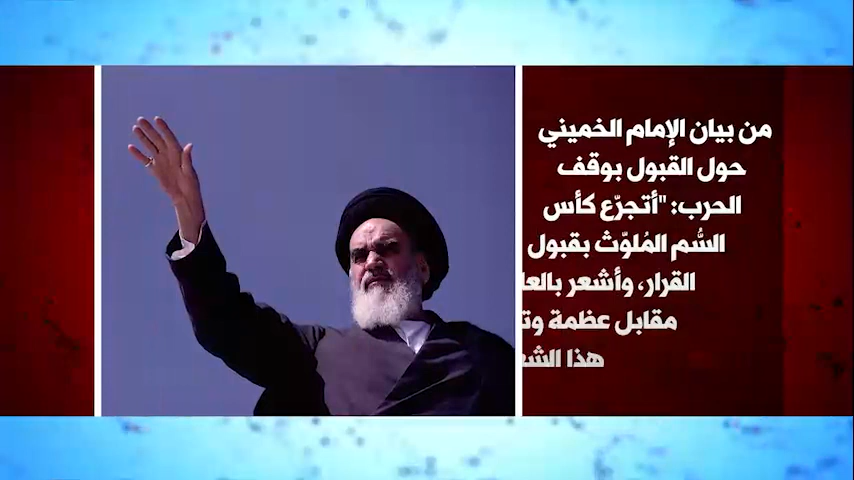 من بيان الإمام الخميني
حول القبول بوقف
الحرب: "أتجرّع كأس
السُّم المُلوّث بقبول
القرار، وأشعر
مقابل عظمة
هذا